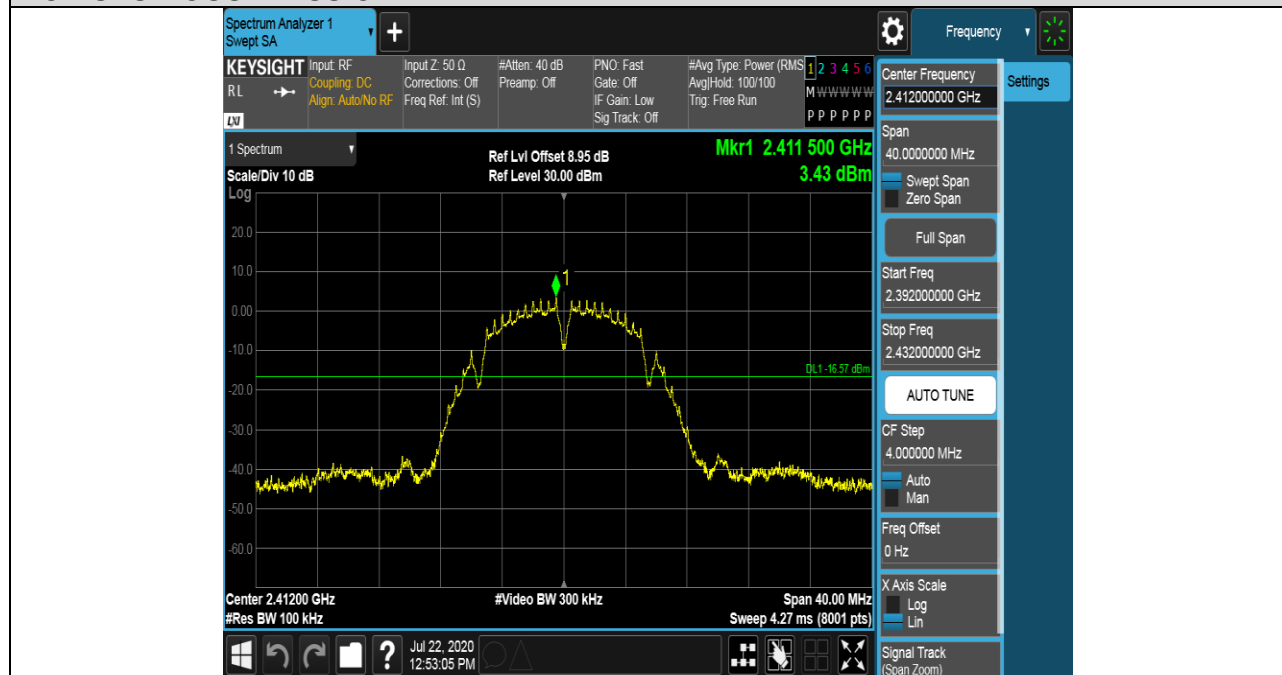 Spectrum Analyzer 1
Swept SA
+
Frequency
KEYSIGHT
RL
LXI
Input: RF
Coupling: DC
Align: Auto/No RF
Input Z: 50 Ω
Corrections: Off
Freq Ref: Int (S)
#Atten: 40 dB
Preamp: Off
PNO: Fast
Gate: Off
IF Gain: Low
Sig Track: Off
#Avg Type: Power (RMS
Avg|Hold: 100/100
Trig: Free Run
1 2 3 4 5 6
M W W W W W
P P P P P P
1 Spectrum
Scale/Div 10 dB
Log
Ref Lvl Offset 8.95 dB
Ref Level 30.00 dBm
Mkr1 2.411 500 GHz
3.43 dBm
20.0
10.0
0.00
-10.0
-20.0
-30.0
-40.0
-50.0
-60.0
1
DL1 -16.57 dBm
Center 2.41200 GHz
#Res BW 100 kHz
#Video BW 300 kHz
Span 40.00 MHz
Sweep 4.27 ms (8001 pts)
Center Frequency
2.412000000 GHz
Settings
Span
40.0000000 MHz
Swept Span
Zero Span
Full Span
Start Freq
2.392000000 GHz
Stop Freq
2.432000000 GHz
AUTO TUNE
CF Step
4.000000 MHz
Auto
Man
Freq Offset
0 Hz
X Axis Scale
Log
Lin
Signal Track
(Span Zoom)
?
Jul 22, 2020
12:53:05 PM